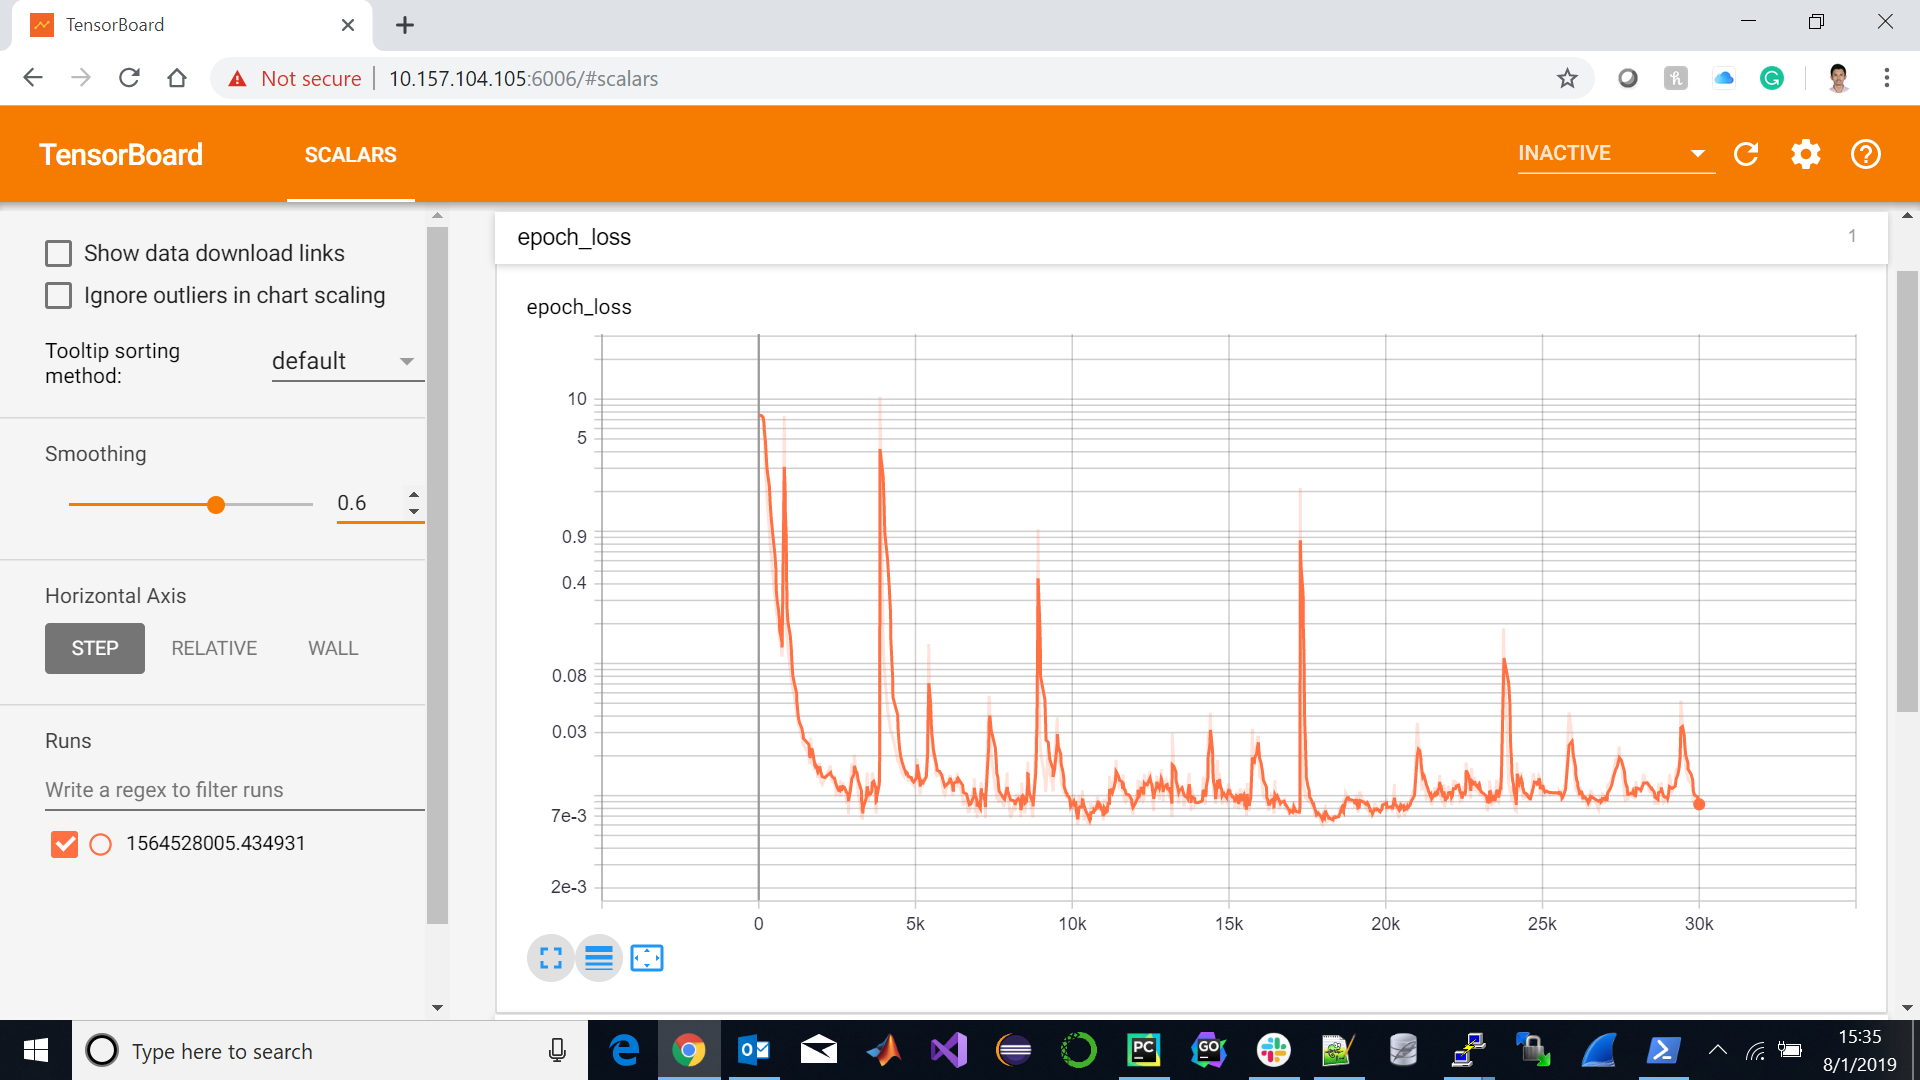 TensorBoard
Not secure 10.157.104.105:6006/#scalars
TensorBoard SCALARS INACTIVE
Show data download links
Ignore outliers in chart scaling
Tooltip sorting method: default
Smoothing
0.6
Horizontal Axis
STEP RELATIVE WALL
Runs
Write a regex to filter runs
1564528005.434931
epoch_loss 1
epoch_loss
10
5
0.9
0.4
0.08
0.03
7e-3
2e-3
0 5k 10k 15k 20k 25k 30k
Type here to search
PC
GO
15:35
8/1/2019